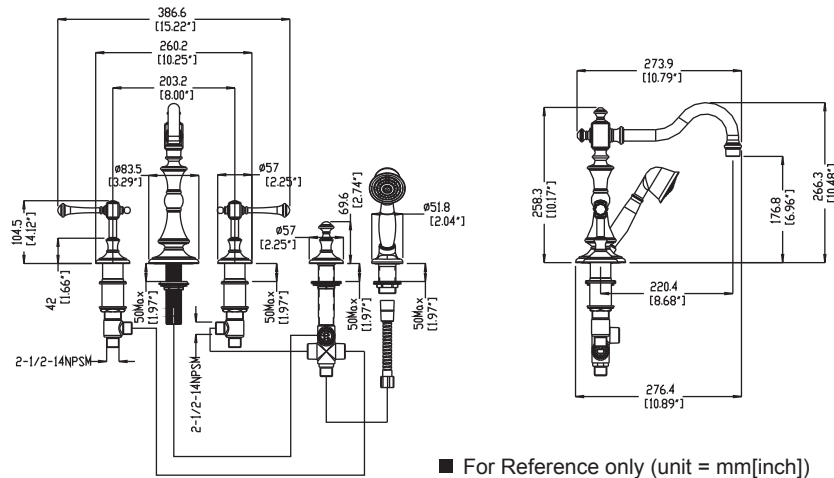 386.6
[15.22"]
260.2
[10.25"]
203.2
[8.00"]
Ø83.5
[3.29"]
Ø57
[2.25"]
104.5
[4.12"]
42
[1.66"]
50Max
[1.97"]
50Max
[1.97"]
2-1/2-14NPSM
2-1/2-14NPSM
69.6
[2.74"]
Ø57
[2.25"]
Ø51.8
[2.04"]
50Max
[1.97"]
50Max
[1.97"]
273.9
[10.79"]
258.3
[10.17"]
176.8
[6.96"]
266.3
[10.48"]
220.4
[8.68"]
276.4
[10.89"]
■ For Reference only (unit = mm[inch])